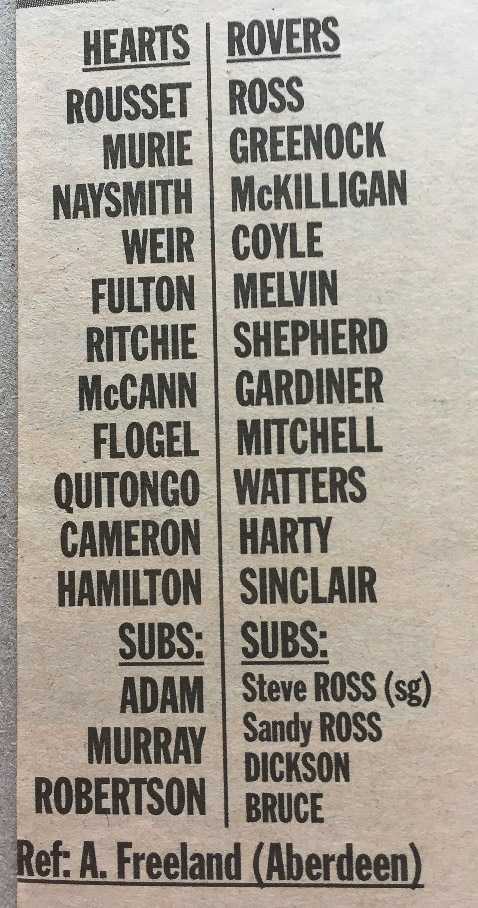 HEARTS ROVERS
ROUSSET ROSS
MURIE GREENOCK
NAYSMITH McKILLIGAN
WEIR COYLE
FULTON MELVIN
RITCHIE SHEPHERD
McCANN GARDINER
FLOGEL MITCHELL
QUITONGO WATTERS
CAMERON HARTY
HAMILTON SINCLAIR
SUBS: SUBS:
ADAM Steve ROSS (sg)
MURRAY Sandy ROSS
ROBERTSON DICKSON
BRUCE
Ref: A. Freeland (Aberdeen)